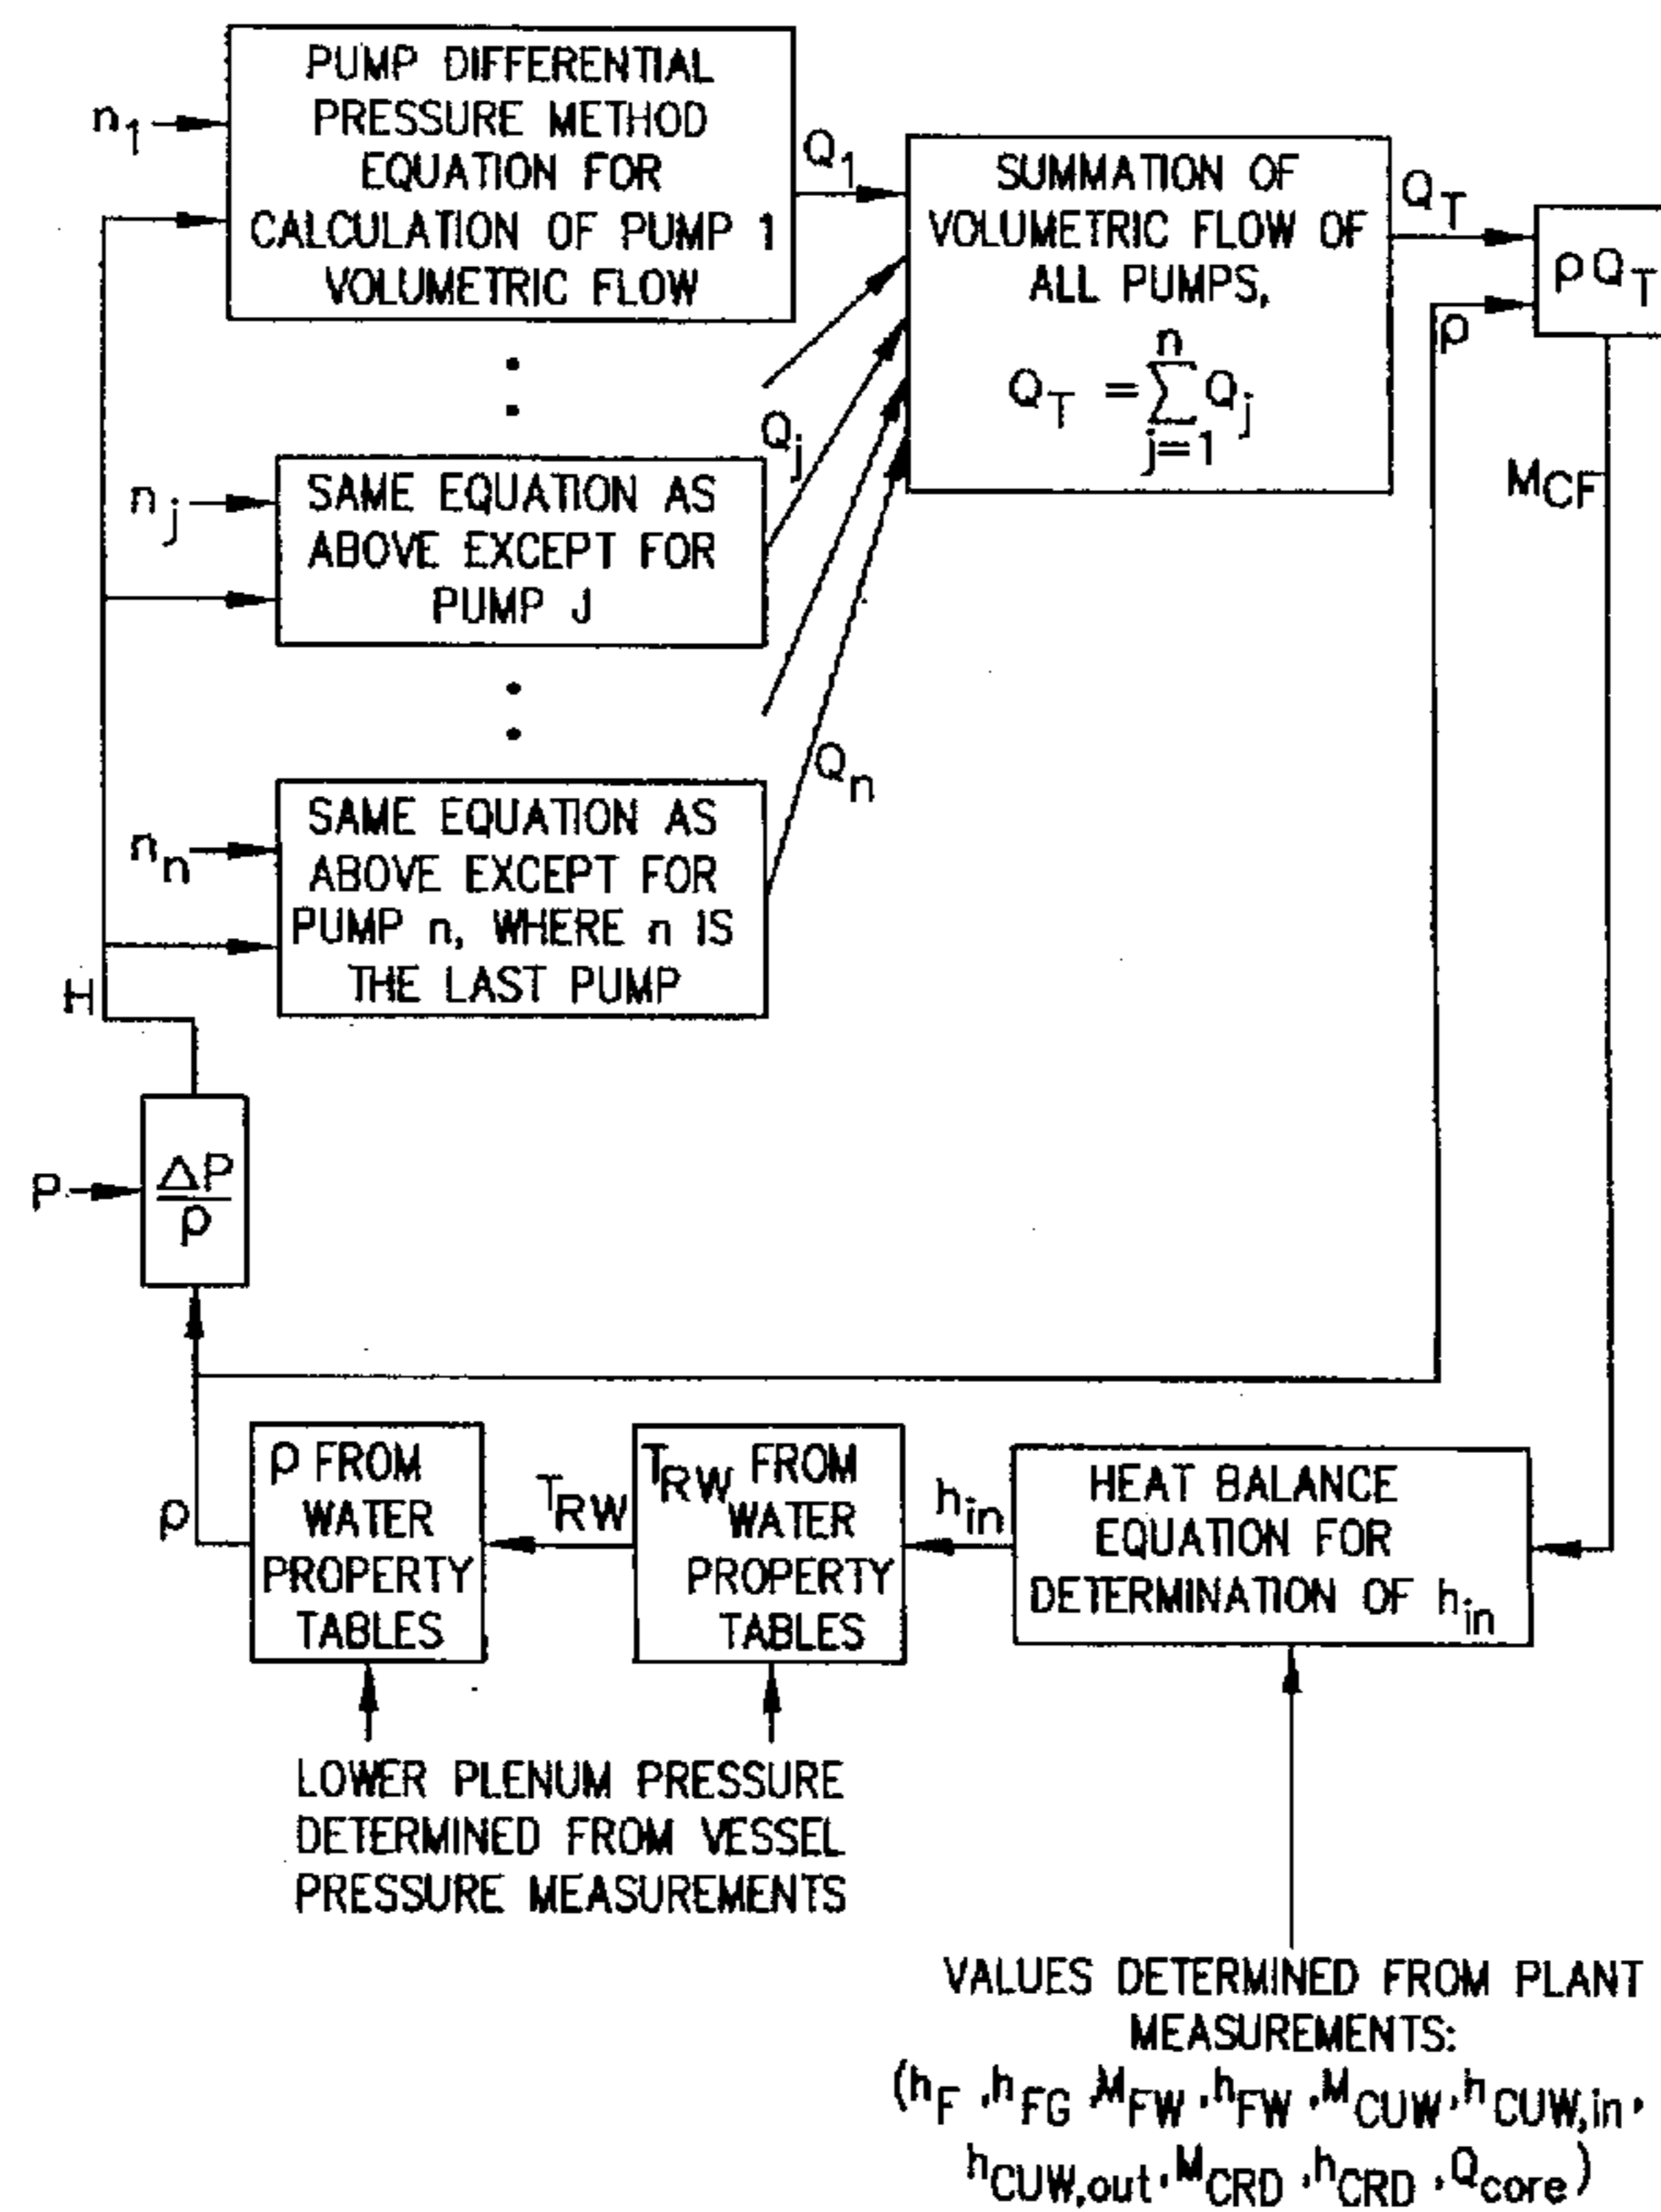 PUMP DIFFERENTIAL
PRESSURE METHOD
EQUATION FOR
CALCULATION OF PUMP 1
VOLUMETRIC FLOW
n1
Q1
SUMMATION OF
VOLUMETRIC FLOW OF
ALL PUMPS,
QT = n∑j=1 Qj
QT
ρQT
ρ
MCF
Qj
nj
SAME EQUATION AS
ABOVE EXCEPT FOR
PUMP J
Qn
nn
SAME EQUATION AS
ABOVE EXCEPT FOR
PUMP n, WHERE n IS
THE LAST PUMP
H
P
ΔP
ρ
ρ
ρ FROM
WATER
PROPERTY
TABLES
TRW
TRW FROM
WATER
PROPERTY
TABLES
hin
HEAT BALANCE
EQUATION FOR
DETERMINATION OF hin
LOWER PLENUM PRESSURE
DETERMINED FROM VESSEL
PRESSURE MEASUREMENTS
VALUES DETERMINED FROM PLANT
MEASUREMENTS:
(hF ,hFG ,MFW ,hFW ,MCUW,hCUW,in,
hCUW,out,MCRD ,hCRD ,Qcore)